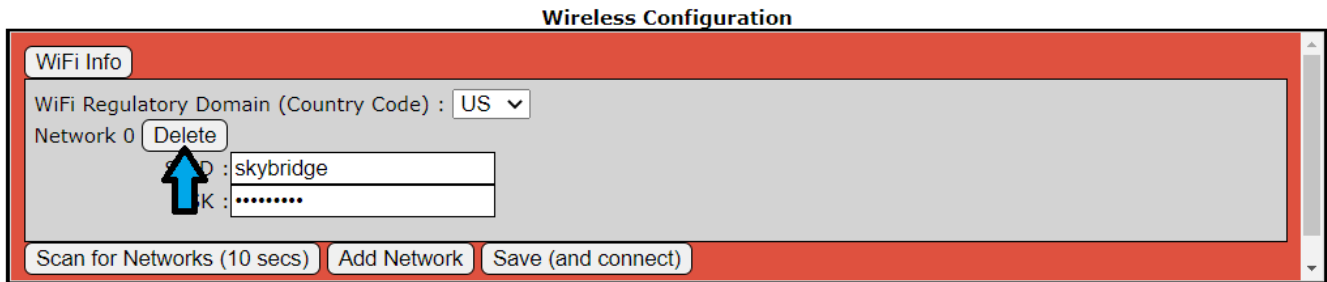 Wireless Configuration
WiFi Info
WiFi Regulatory Domain (Country Code) : US
Network 0 Delete
: skybridge
: •••••••••
Scan for Networks (10 secs) Add Network Save (and connect)